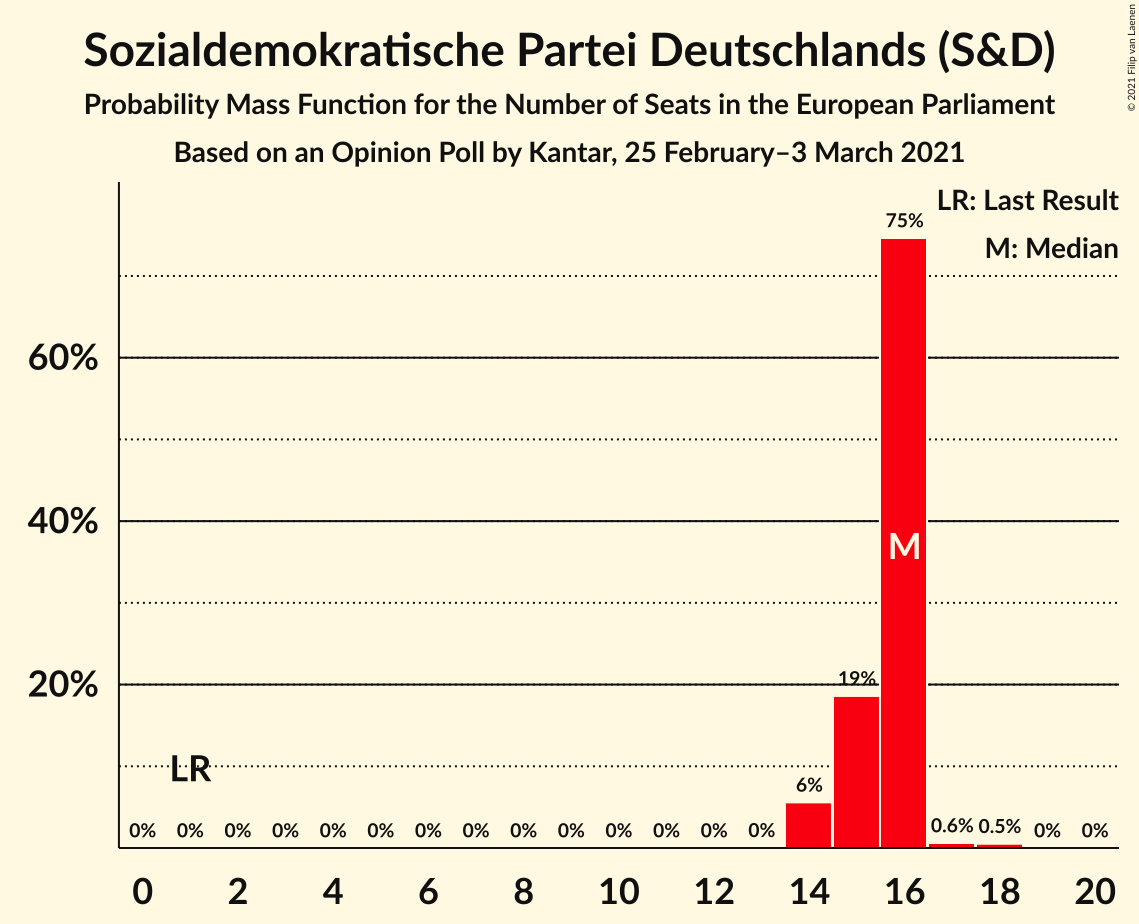 Sozialdemokratische Partei Deutschlands (S&D)
Probability Mass Function for the Number of Seats in the European Parliament
Based on an Opinion Poll by Kantar, 25 February–3 March 2021
© 2021 Filip van Laenen
LR: Last Result
M: Median
75%
60%
40%
M
20%
19%
LR
6%
0% 0% 0% 0% 0% 0% 0% 0% 0% 0% 0% 0% 0% 0% 0.6% 0.5% 0% 0%
0 2 4 6 8 10 12 14 16 18 20